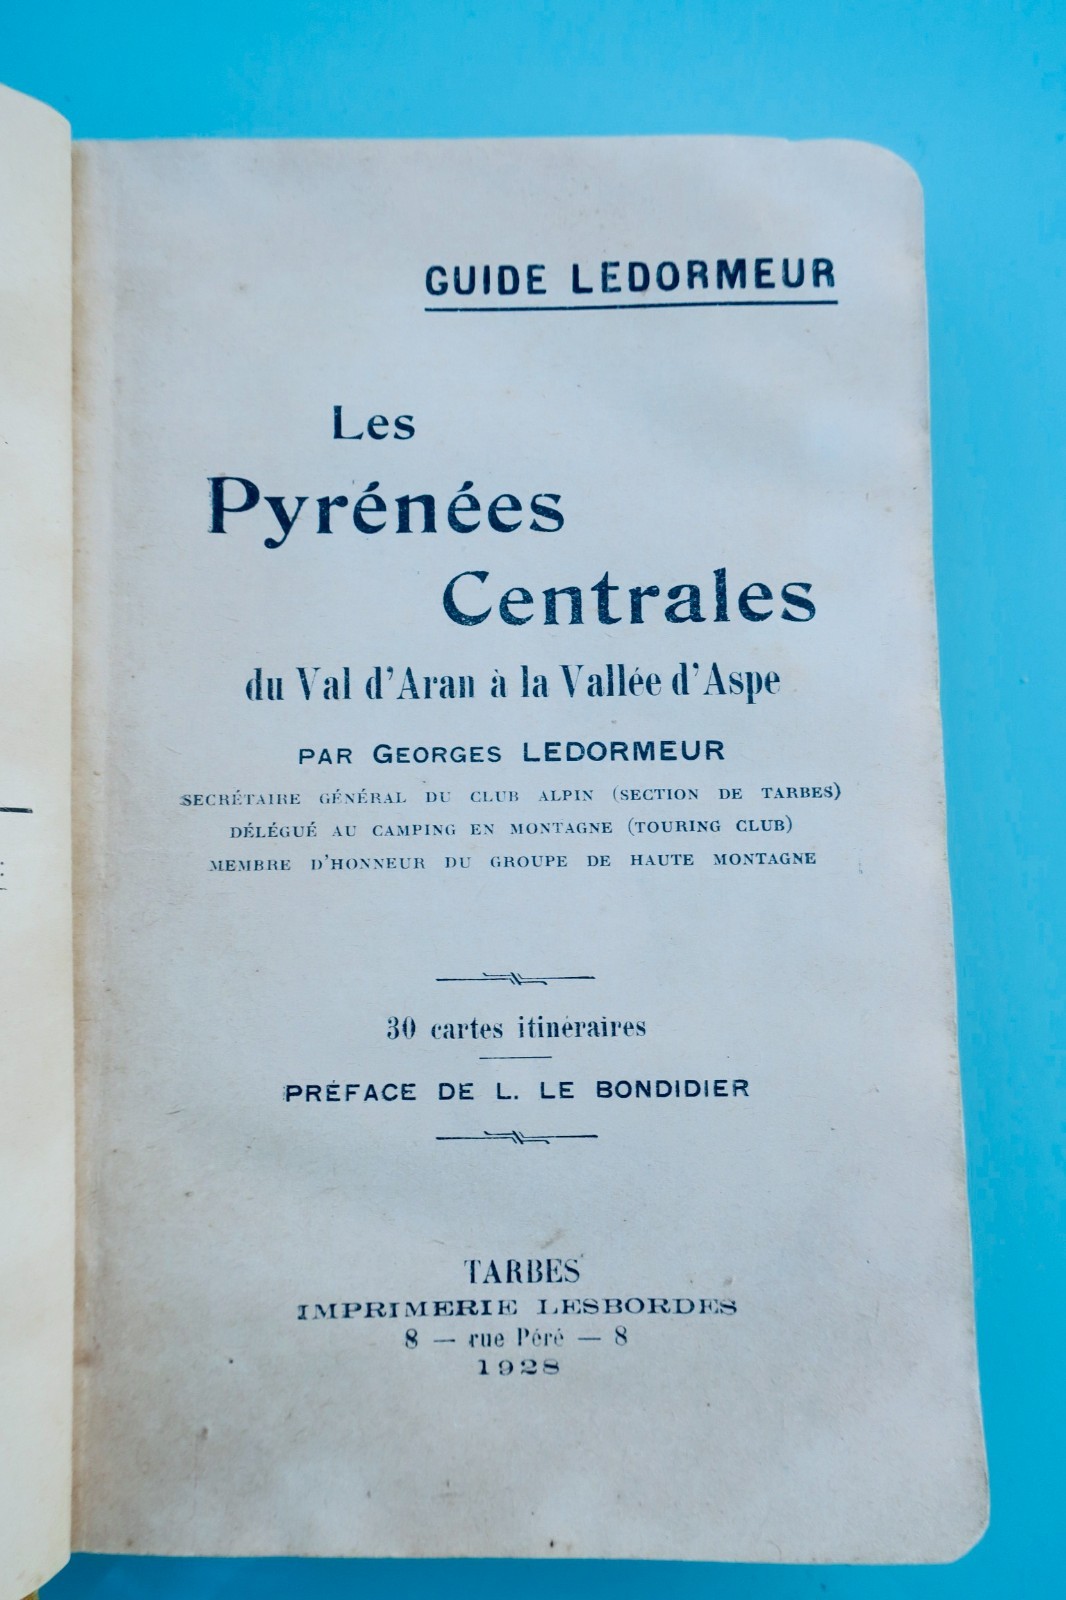 GUIDE LEDORMEUR
Les
Pyrénées
Centrales
du Val d'Aran à la Vallée d'Aspe
PAR GEORGES LEDORMEUR
SECRÉTAIRE GÉNÉRAL DU CLUB ALPIN (SECTION DE TARBES)
DÉLÉGUÉ AU CAMPING EN MONTAGNE (TOURING CLUB)
MEMBRE D'HONNEUR DU GROUPE DE HAUTE MONTAGNE
30 cartes itinéraires
PRÉFACE DE L. LE BONDIDIER
TARBES
IMPRIMERIE LESBORDES
8 — rue Péré — 8
1928